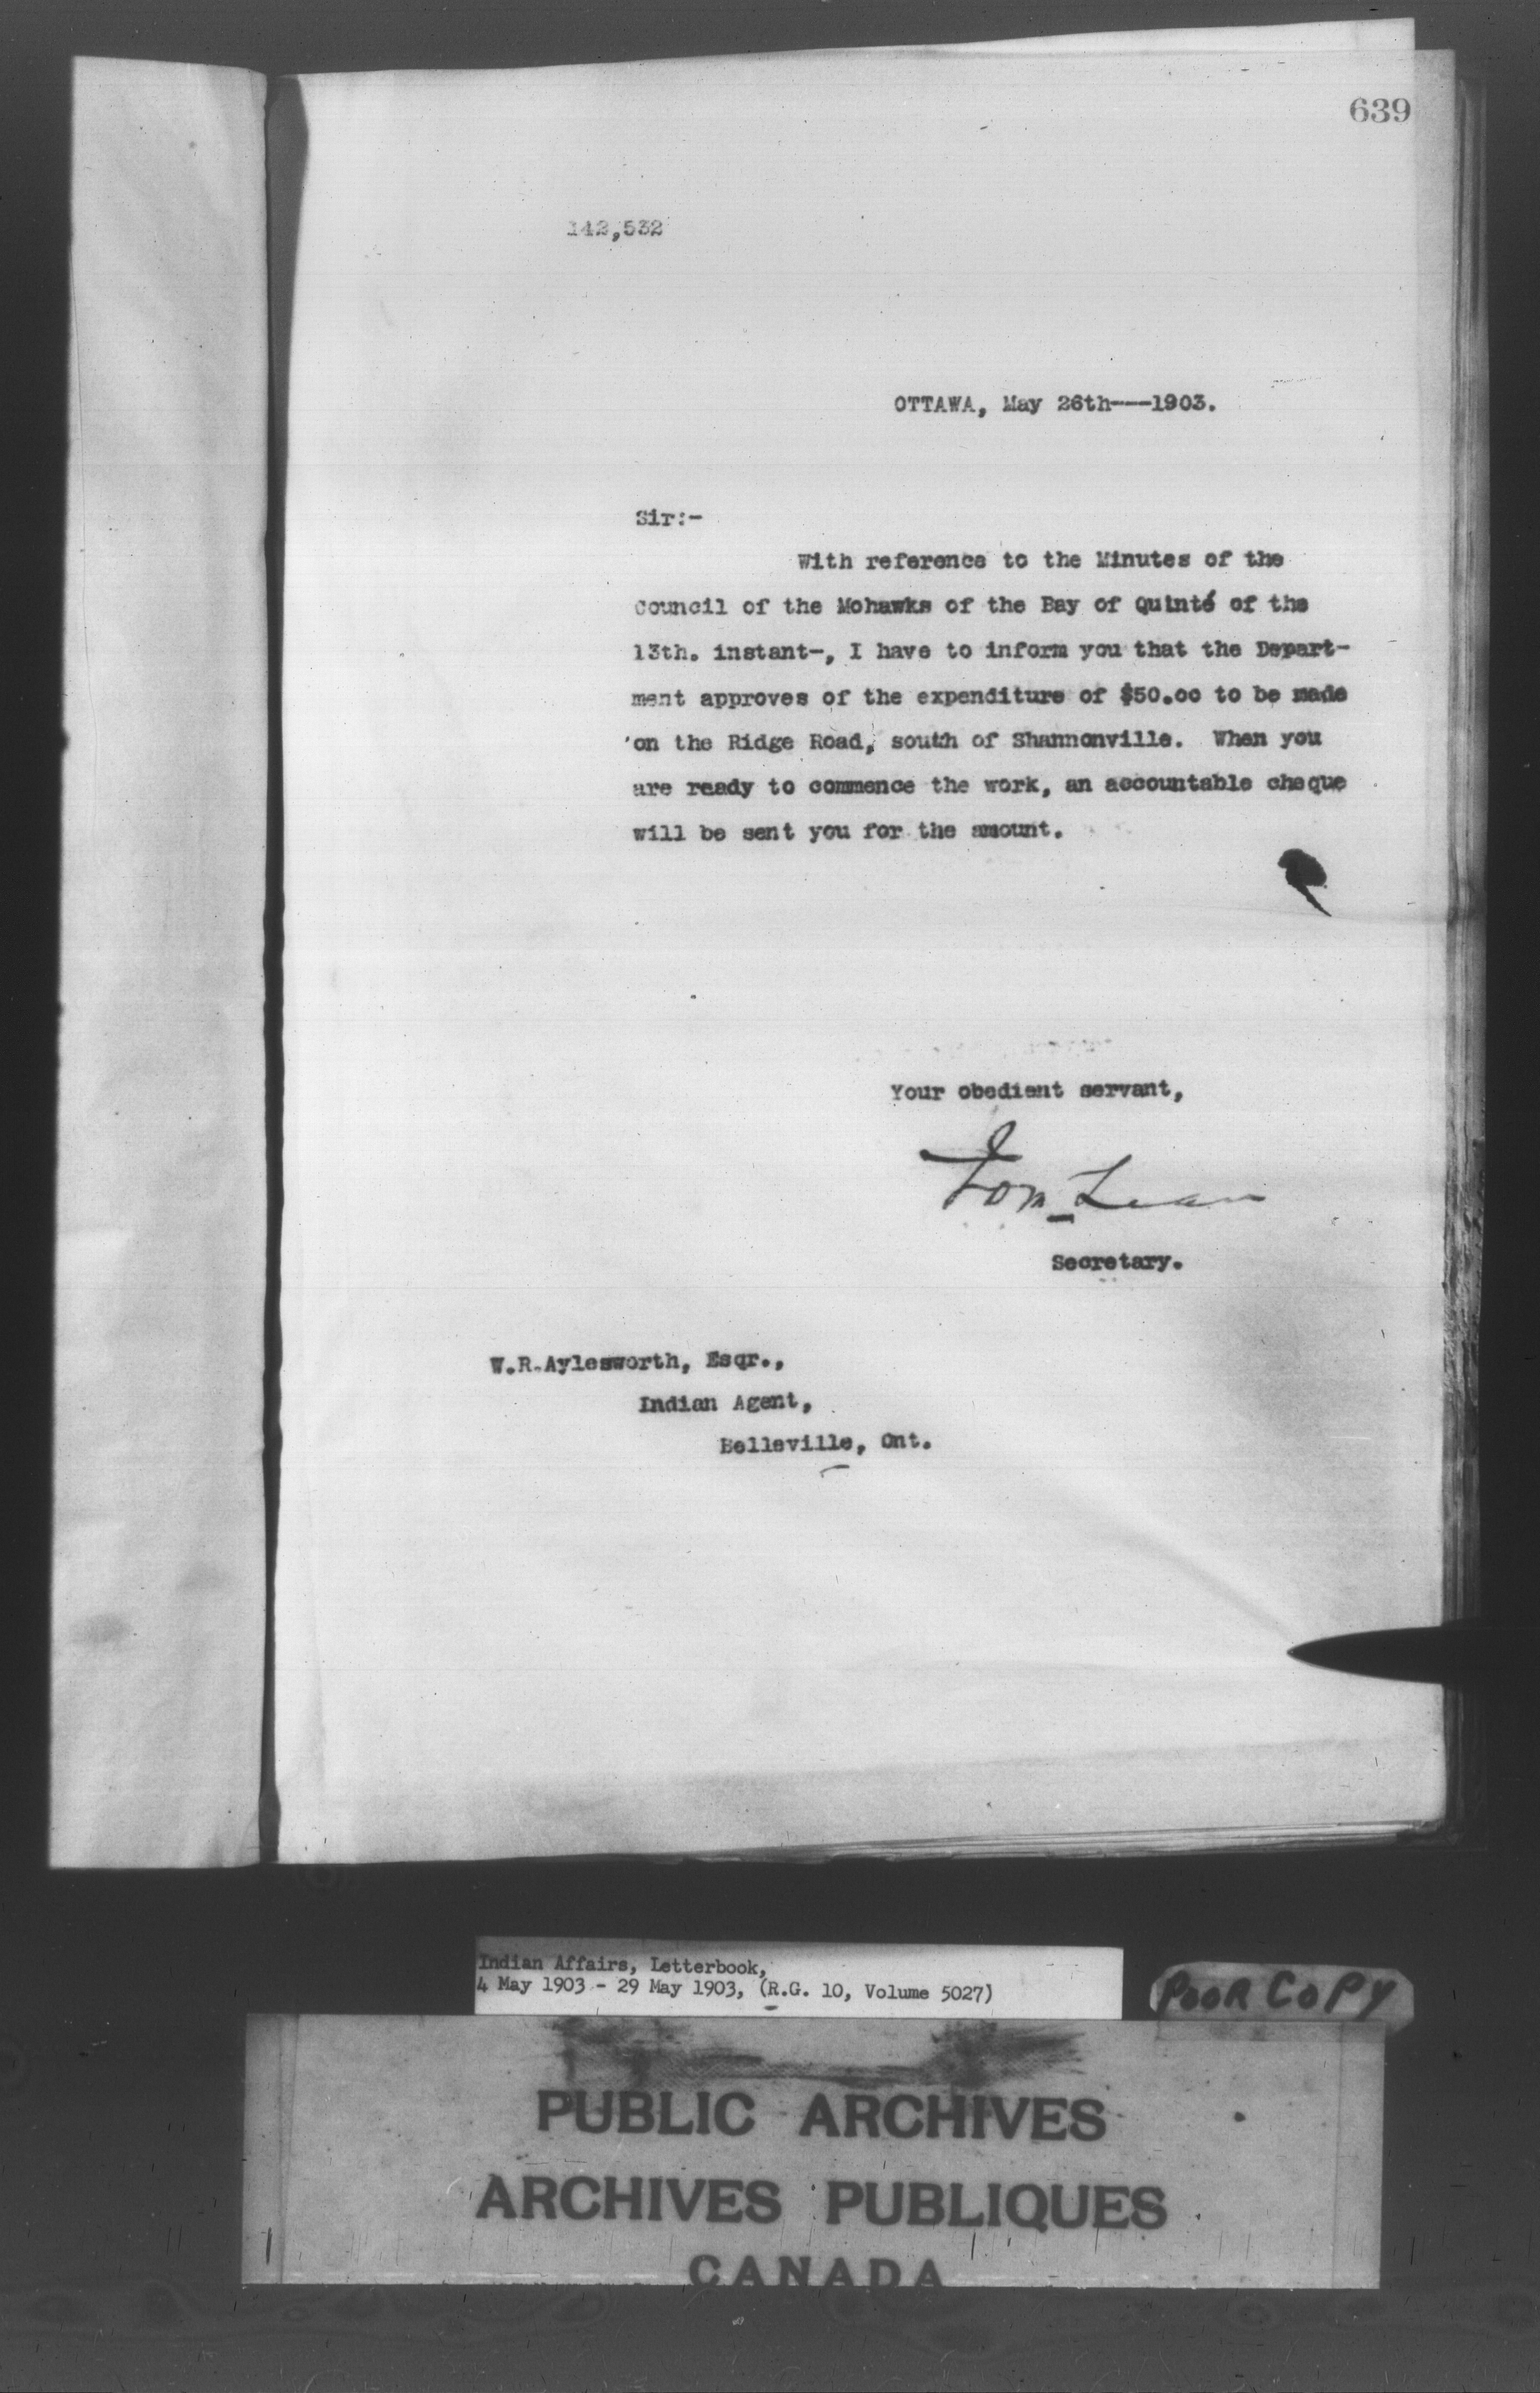 639
142,532
OTTAWA, May 26th---1903.
Sir:-
With reference to the Minutes of the
Council of the Mohawks of the Bay of Quinté of the
13th. instant-, I have to inform you that the Depart-
ment approves of the expenditure of $50.00 to be made
on the Ridge Road, south of Shannonville. When you
are ready to commence the work, an accountable cheque
will be sent you for the amount.
Your obedient servant,
Secretary.
W.R.Aylesworth, Esqr.,
Indian Agent,
Belleville, Ont.
Indian Affairs, Letterbook,
4 May 1903 - 29 May 1903, (R.G. 10, Volume 5027)
POOR COPY
PUBLIC ARCHIVES
ARCHIVES PUBLIQUES
CANADA